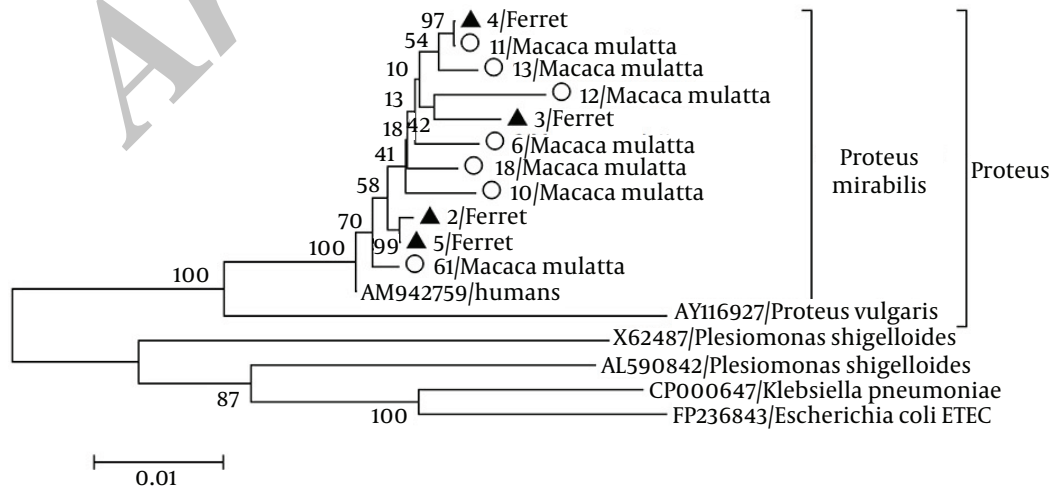 97
4/Ferret
54
11/Macaca mulatta
13/Macaca mulatta
10
12/Macaca mulatta
13
3/Ferret
42
18
6/Macaca mulatta
41
18/Macaca mulatta
10/Macaca mulatta
58
2/Ferret
70
99
5/Ferret
100
61/Macaca mulatta
100
AM942759/humans
AY116927/Proteus vulgaris
X62487/Plesiomonas shigelloides
AL590842/Plesiomonas shigelloides
87
CP000647/Klebsiella pneumoniae
100
FP236843/Escherichia coli ETEC
Proteus
mirabilis
Proteus
0.01